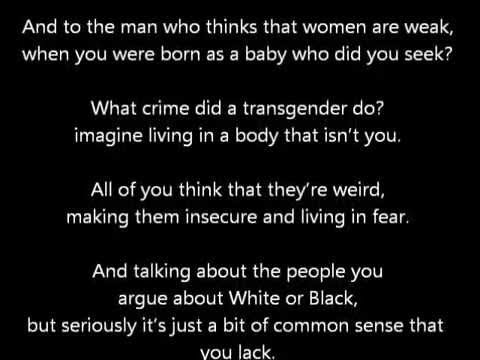 And to the man who thinks that women are weak,
when you were born as a baby who did you seek?
What crime did a transgender do?
imagine living in a body that isn't you.
All of you think that they're weird,
making them insecure and living in fear.
And talking about the people you
argue about White or Black,
but seriously it's just a bit of common sense that
you lack.